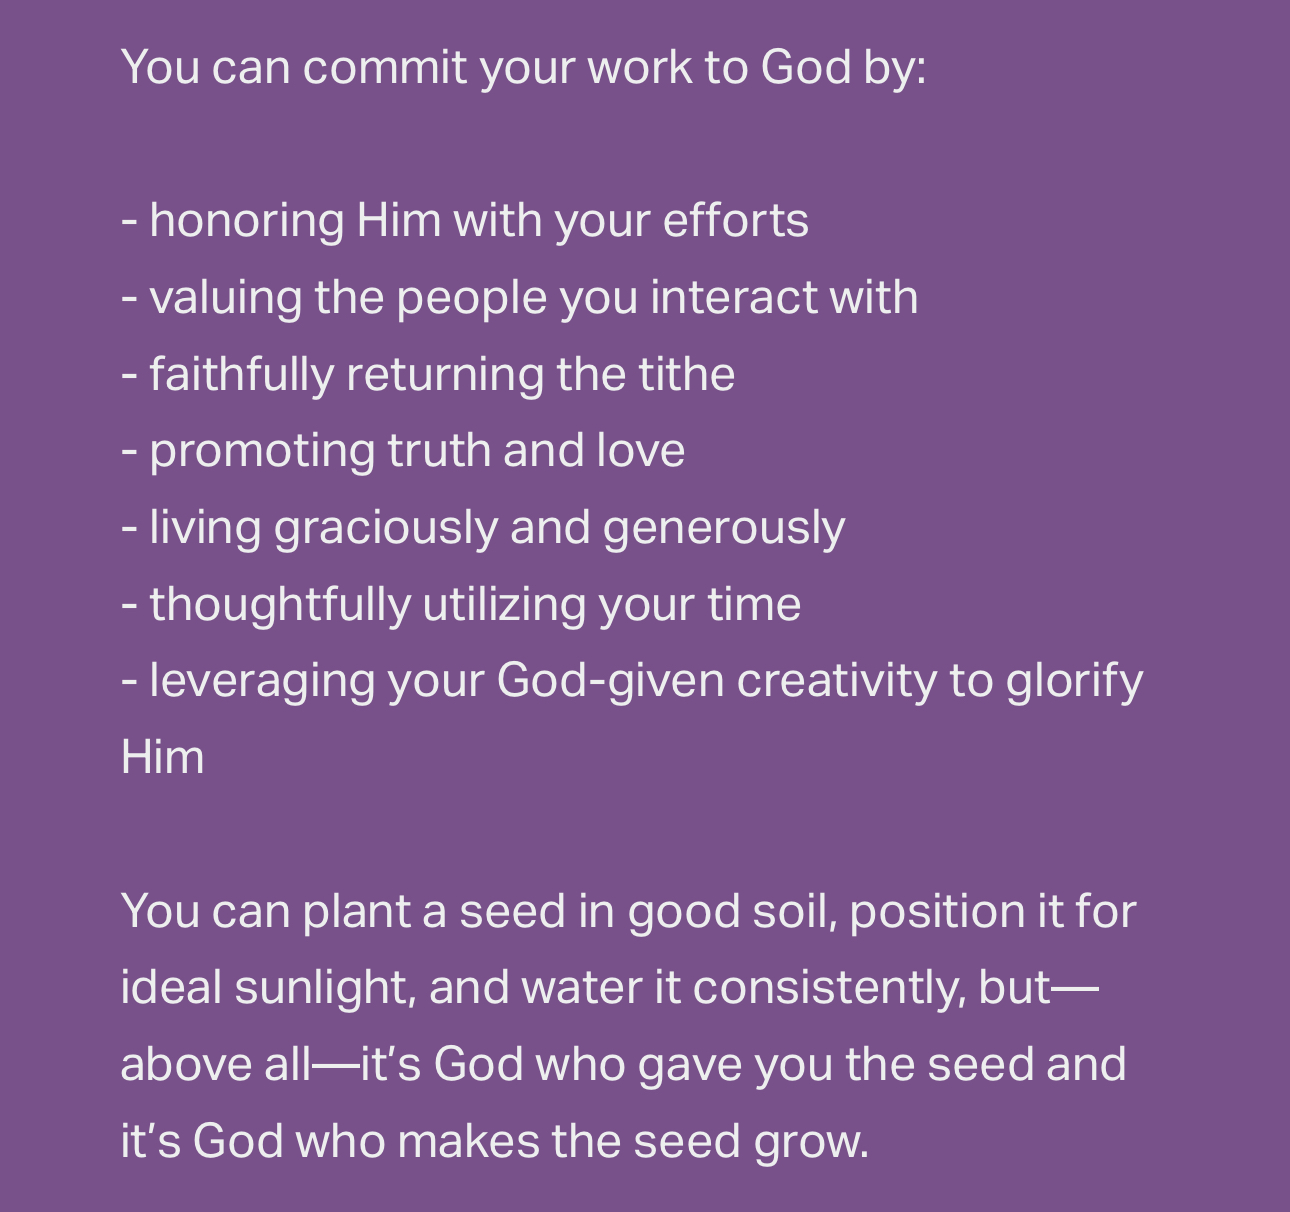 You can commit your work to God by:
- honoring Him with your efforts
- valuing the people you interact with
- faithfully returning the tithe
- promoting truth and love
- living graciously and generously
- thoughtfully utilizing your time
- leveraging your God-given creativity to glorify
Him
You can plant a seed in good soil, position it for
ideal sunlight, and water it consistently, but—
above all—it’s God who gave you the seed and
it’s God who makes the seed grow.